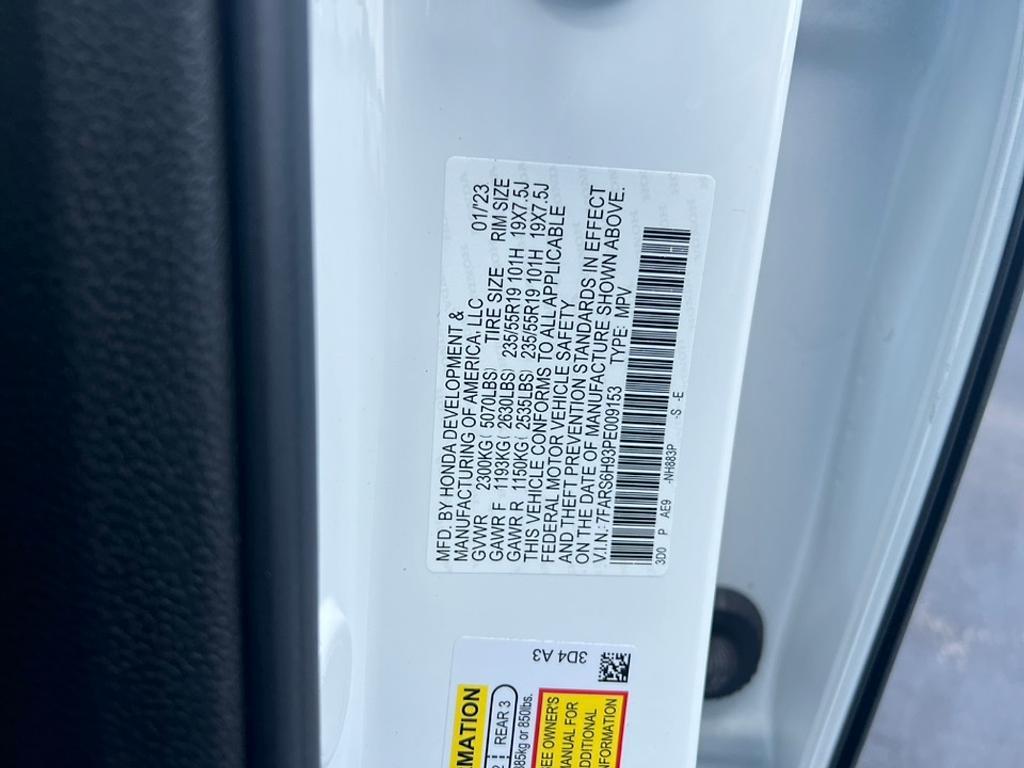 MFD. BY HONDA DEVELOPMENT &
MANUFACTURING OF AMERICA, LLC 01/'23
GVWR 2300KG( 5070LBS) TIRE SIZE RIM SIZE
GAWR F 1193KG( 2630LBS) 235/55R19 101H 19X7.5J
GAWR R 1150KG( 2535LBS) 235/55R19 101H 19X7.5J
THIS VEHICLE CONFORMS TO ALL APPLICABLE
FEDERAL MOTOR VEHICLE SAFETY
AND THEFT PREVENTION STANDARDS IN EFFECT
ON THE DATE OF MANUFACTURE SHOWN ABOVE.
V.I.N.: 7FARS6H93PE009153 TYPE: MPV
3D0 P AE9 -NH883P -S -E
3D4 A3
REAR 3
385kg or 850lbs.
SEE OWNER'S
MANUAL FOR
ADDITIONAL
INFORMATION